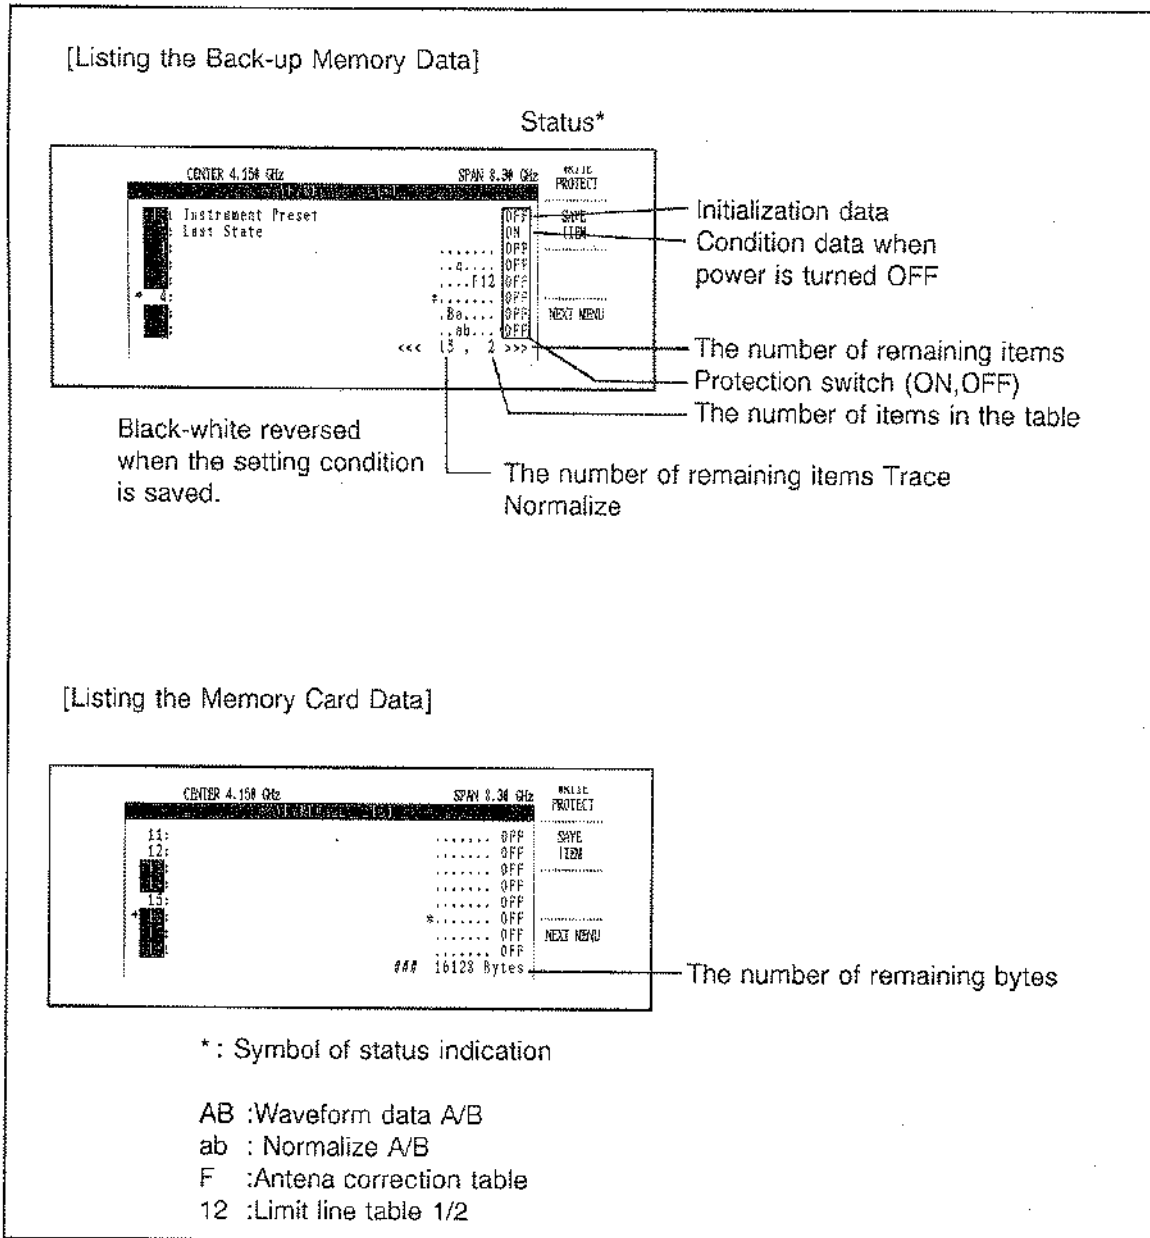 [Listing the Back-up Memory Data]
Status*
CENTER 4.150 GHz SPAN 8.30 GHz
PROTECT
Instrument Preset OFF
Last State ON
SAVE
ITEM
....... OFF
..a.... OFF
....F12 OFF
* 4: *....... OFF
.Ba.... OFF
..ab... OFF
NEXT MENU
<<< 15 , 2 >>>
Initialization data
Condition data when
power is turned OFF
The number of remaining items
Protection switch (ON,OFF)
The number of items in the table
Black-white reversed
when the setting condition
is saved.
The number of remaining items Trace
Normalize
[Listing the Memory Card Data]
CENTER 4.150 GHz SPAN 8.30 GHz
PROTECT
11: ....... OFF
12: ....... OFF
SAVE
ITEM
....... OFF
....... OFF
15: ....... OFF
*....... OFF
....... OFF
....... OFF
NEXT MENU
### 16128 Bytes
The number of remaining bytes
* : Symbol of status indication
AB :Waveform data A/B
ab : Normalize A/B
F :Antena correction table
12 :Limit line table 1/2